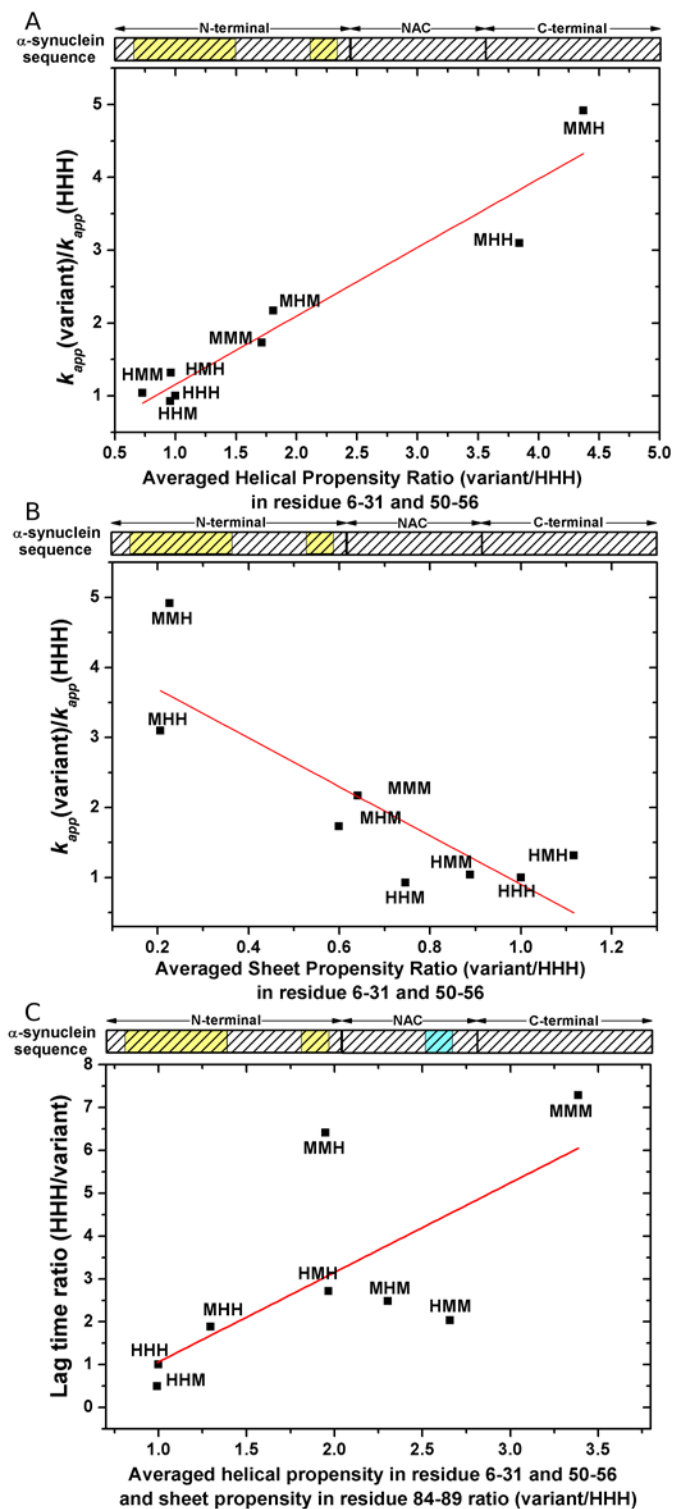 A
N-terminal NAC C-terminal
α-synuclein
sequence
5
4
3
2
1
k_app(variant)/k_app(HHH)
MMH
MHH
MHM
MMM
HMM HMH
HHH
HHM
0.5 1.0 1.5 2.0 2.5 3.0 3.5 4.0 4.5 5.0
Averaged Helical Propensity Ratio (variant/HHH)
in residue 6-31 and 50-56
B
N-terminal NAC C-terminal
α-synuclein
sequence
5
4
3
2
1
k_app(variant)/k_app(HHH)
MMH
MHH
MMM
MHM
HMM HMH
HHM HHH
0.2 0.4 0.6 0.8 1.0 1.2
Averaged Sheet Propensity Ratio (variant/HHH)
in residue 6-31 and 50-56
C
N-terminal NAC C-terminal
α-synuclein
sequence
8
7
6
5
4
3
2
1
0
Lag time ratio (HHH/variant)
MMM
MMH
HMH
MHH MHM HMM
HHH
HHM
1.0 1.5 2.0 2.5 3.0 3.5
Averaged helical propensity in residue 6-31 and 50-56
and sheet propensity in residue 84-89 ratio (variant/HHH)